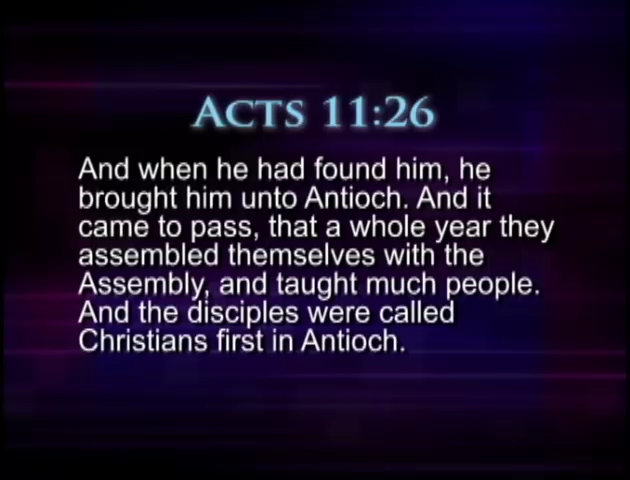 ACTS 11:26
And when he had found him, he
brought him unto Antioch. And it
came to pass, that a whole year they
assembled themselves with the
Assembly, and taught much people.
And the disciples were called
Christians first in Antioch.